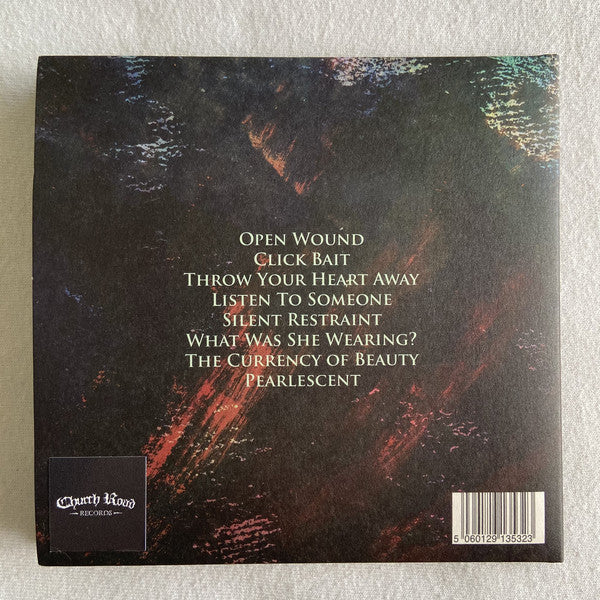 OPEN WOUND
CLICK BAIT
THROW YOUR HEART AWAY
LISTEN TO SOMEONE
SILENT RESTRAINT
WHAT WAS SHE WEARING?
THE CURRENCY OF BEAUTY
PEARLESCENT
Church Road
RECORDS
5 060129 135323